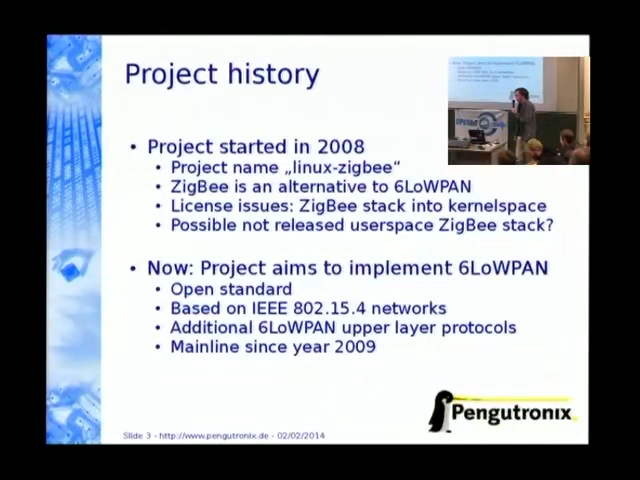 Project history
• Project started in 2008
• Project name „linux-zigbee“
• ZigBee is an alternative to 6LoWPAN
• License issues: ZigBee stack into kernelspace
• Possible not released userspace ZigBee stack?
• Now: Project aims to implement 6LoWPAN
• Open standard
• Based on IEEE 802.15.4 networks
• Additional 6LoWPAN upper layer protocols
• Mainline since year 2009
Pengutronix
Slide 3 - http://www.pengutronix.de - 02/02/2014